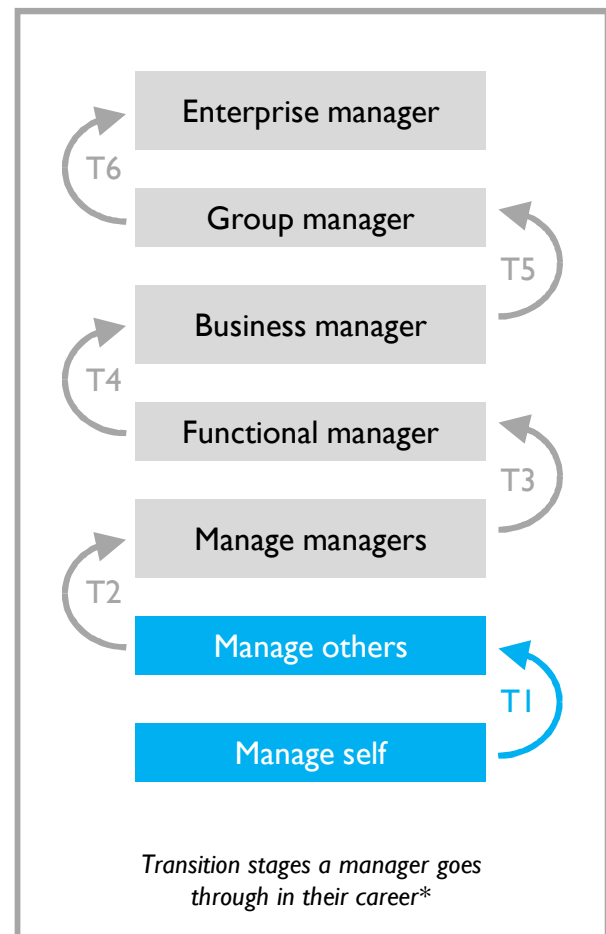 Enterprise manager
T6
Group manager
T5
Business manager
T4
Functional manager
T3
Manage managers
T2
Manage others
T1
Manage self
Transition stages a manager goes
through in their career*